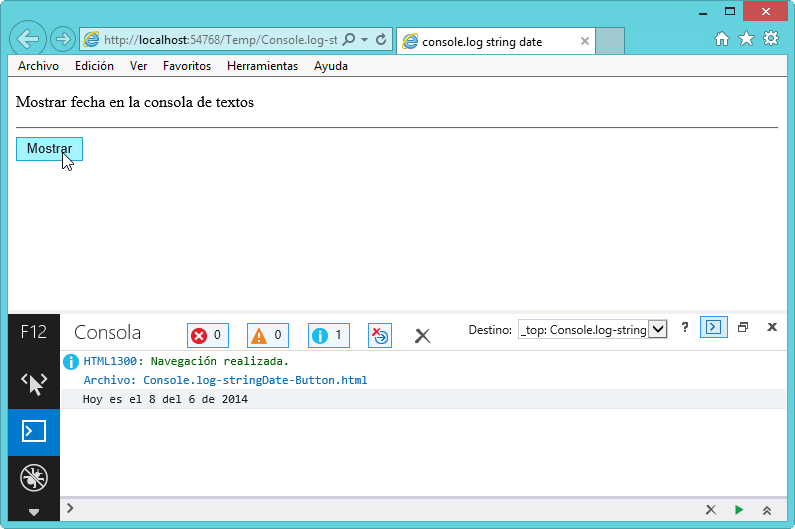 http://localhost:54768/Temp/Console.log-st
console.log string date
Archivo Edición Ver Favoritos Herramientas Ayuda
Mostrar fecha en la consola de textos
Mostrar
F12 Consola 0 0 1 Destino: _top: Console.log-string ?
HTML1300: Navegación realizada.
Archivo: Console.log-stringDate-Button.html
Hoy es el 8 del 6 de 2014